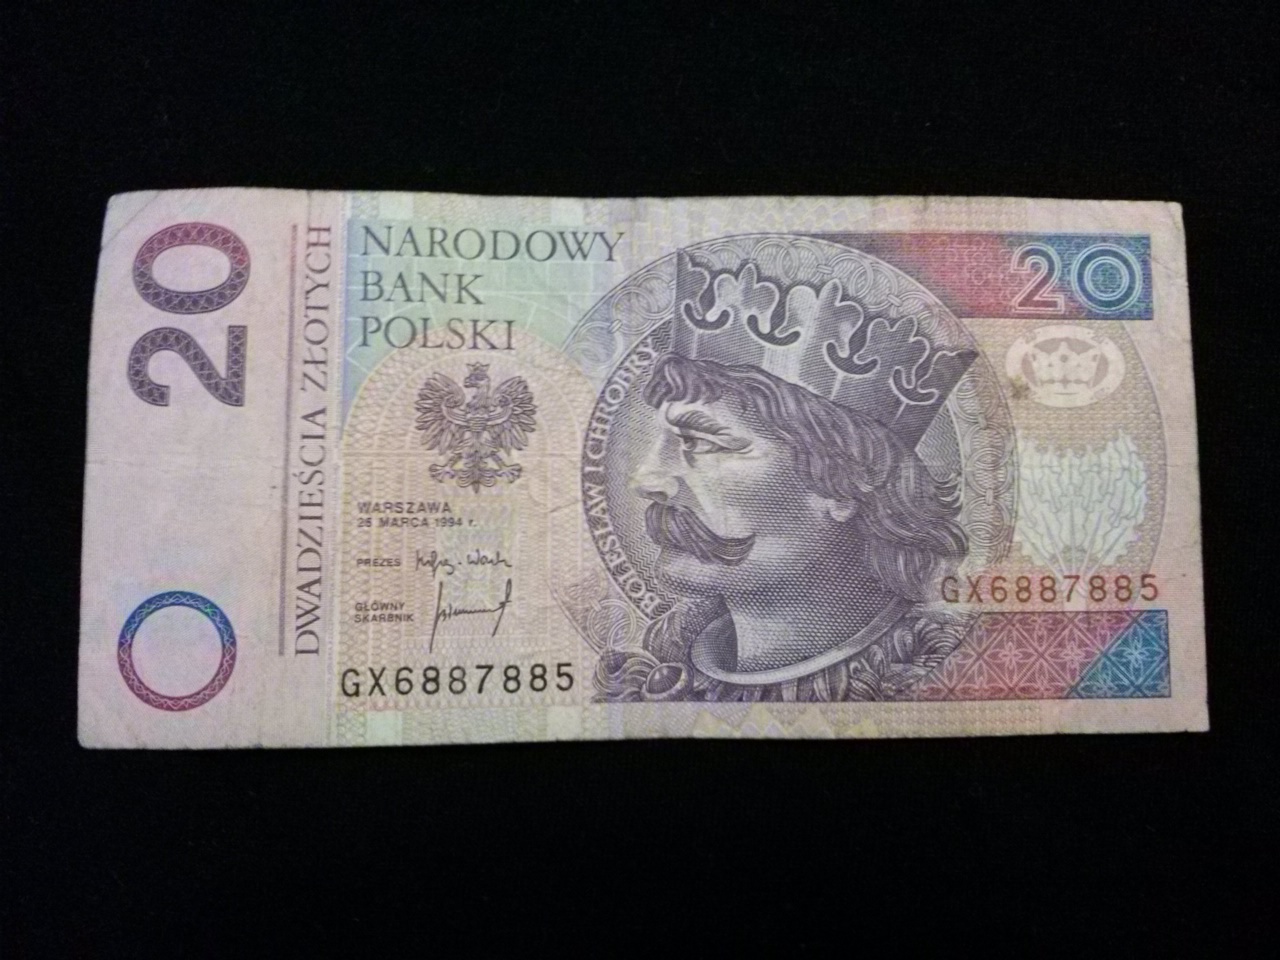 20
DWADZIEŚCIA ZŁOTYCH
NARODOWY
BANK
POLSKI
WARSZAWA
25 MARCA 1994 r.
PREZES
GŁÓWNY
SKARBNIK
GX6887885
BOLESŁAW I CHROBRY
20
GX6887885